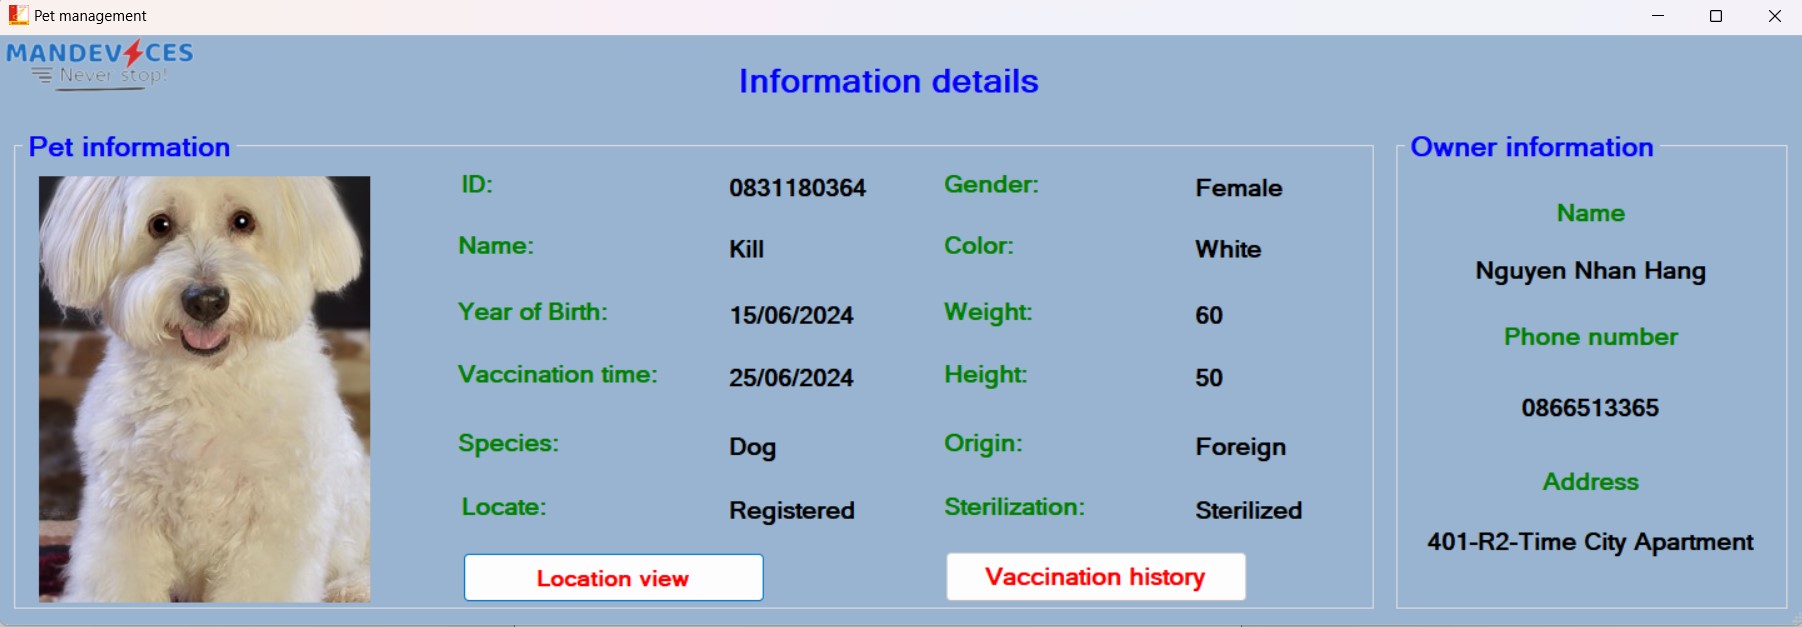 Pet management
MANDEVICES
Never stop!
Information details
Pet information
ID: 0831180364 Gender: Female
Name: Kill Color: White
Year of Birth: 15/06/2024 Weight: 60
Vaccination time: 25/06/2024 Height: 50
Species: Dog Origin: Foreign
Locate: Registered Sterilization: Sterilized
Location view Vaccination history
Owner information
Name
Nguyen Nhan Hang
Phone number
0866513365
Address
401-R2-Time City Apartment